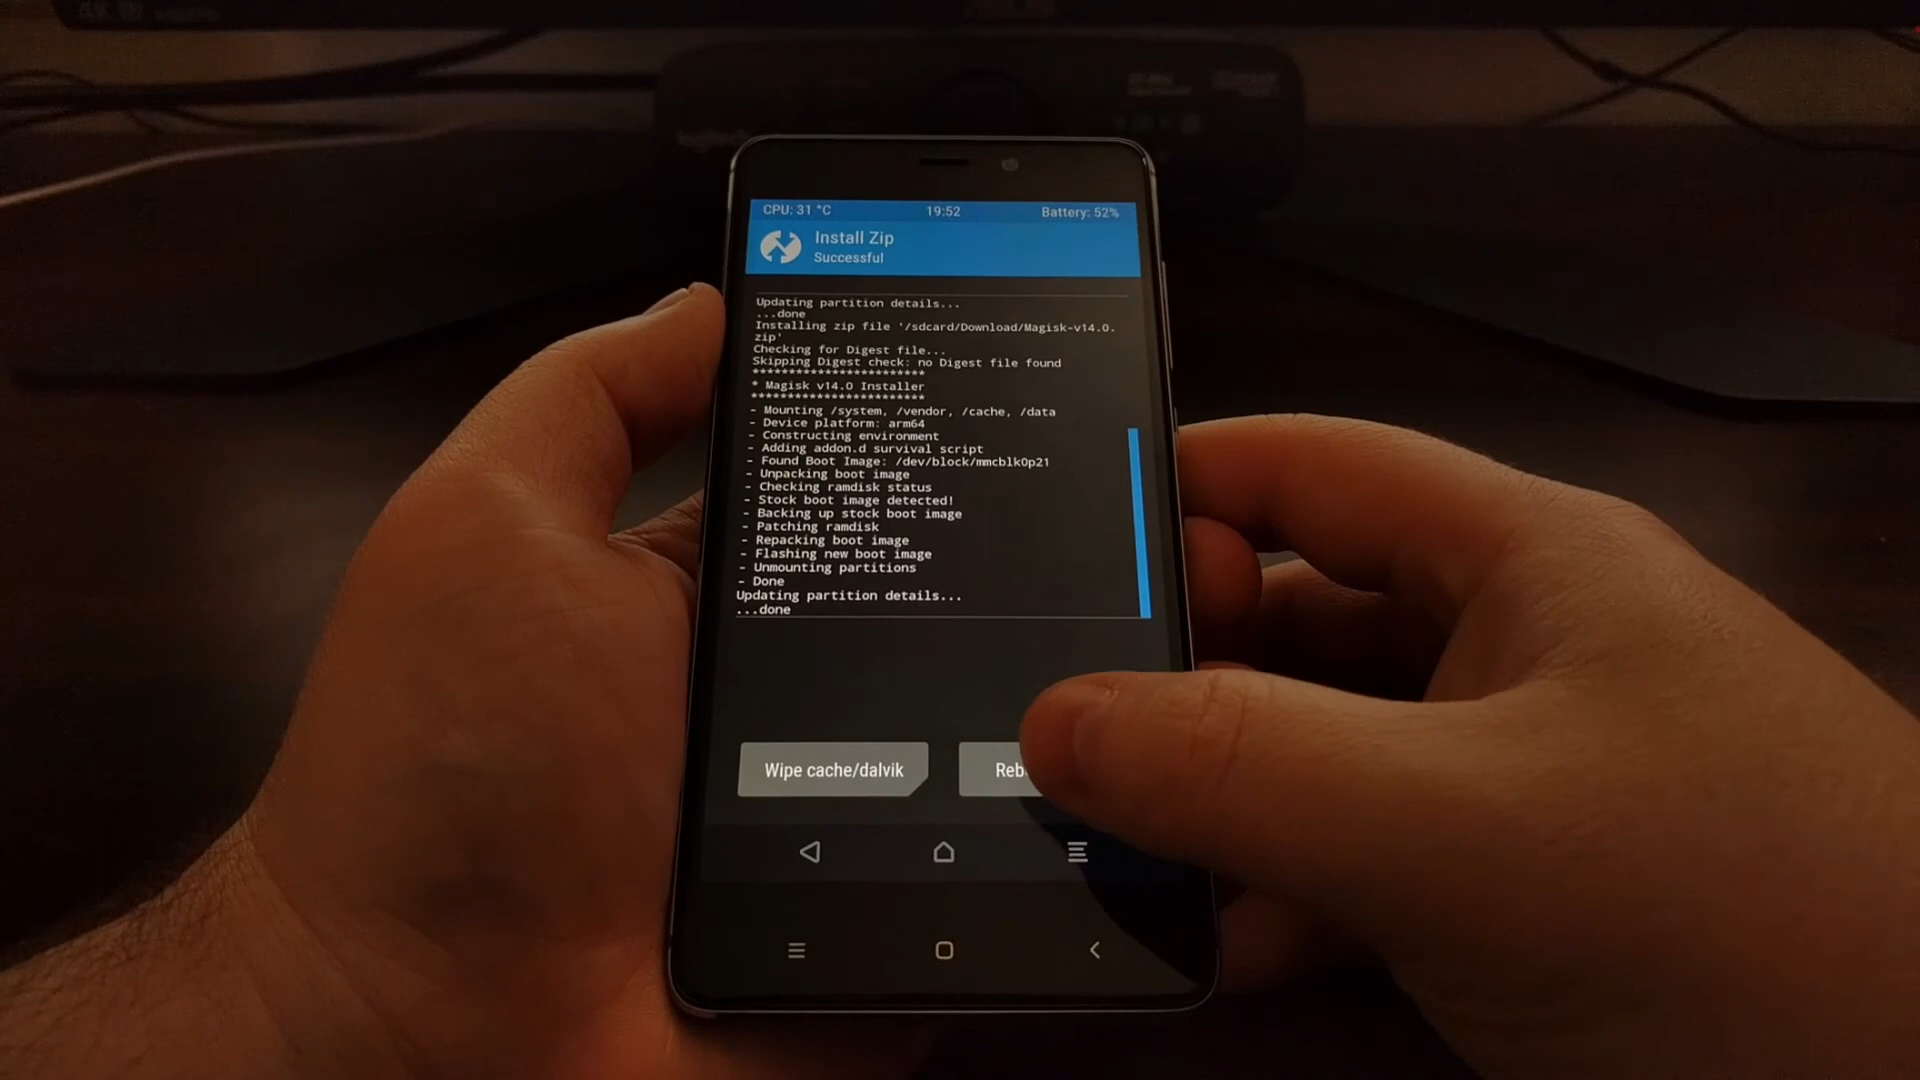 CPU: 31 °C 19:52 Battery: 52%
Install Zip
Successful
Updating partition details...
...done
Installing zip file '/sdcard/Download/Magisk-v14.0.
zip'
Checking for Digest file...
Skipping Digest check: no Digest file found
************************
* Magisk v14.0 Installer
************************
- Mounting /system, /vendor, /cache, /data
- Device platform: arm64
- Constructing environment
- Adding addon.d survival script
- Found Boot Image: /dev/block/mmcblk0p21
- Unpacking boot image
- Checking ramdisk status
- Stock boot image detected!
- Backing up stock boot image
- Patching ramdisk
- Repacking boot image
- Flashing new boot image
- Unmounting partitions
- Done
Updating partition details...
...done
Wipe cache/dalvik Reb